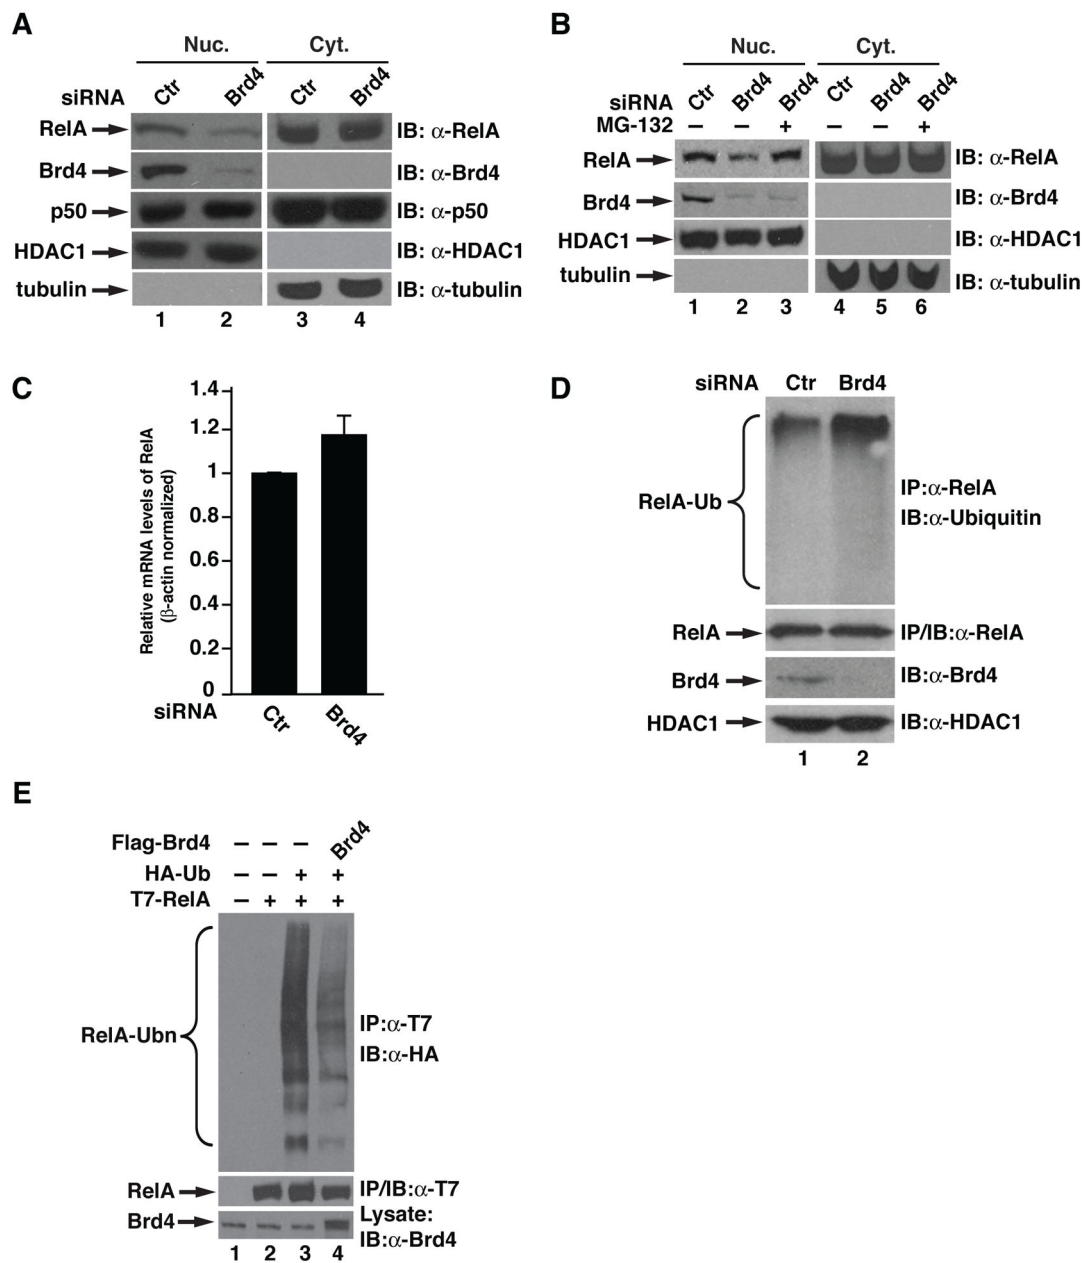 A
Nuc. Cyt.
siRNA Ctr Brd4 Ctr Brd4
RelA IB: α-RelA
Brd4 IB: α-Brd4
p50 IB: α-p50
HDAC1 IB: α-HDAC1
tubulin IB: α-tubulin
1 2 3 4
B
Nuc. Cyt.
siRNA Ctr Brd4 Brd4 Ctr Brd4 Brd4
MG-132 – – + – – +
RelA IB: α-RelA
Brd4 IB: α-Brd4
HDAC1 IB: α-HDAC1
tubulin IB: α-tubulin
1 2 3 4 5 6
C
Relative mRNA levels of RelA
(β-actin normalized)
1.4
1.2
1
0.8
0.6
0.4
0.2
0
siRNA Ctr Brd4
D
siRNA Ctr Brd4
RelA-Ub
IP:α-RelA
IB:α-Ubiquitin
RelA IP/IB:α-RelA
Brd4 IB:α-Brd4
HDAC1 IB:α-HDAC1
1 2
E
Flag-Brd4 – – – Brd4
HA-Ub – – + +
T7-RelA – + + +
RelA-Ubn
IP:α-T7
IB:α-HA
RelA IP/IB:α-T7
Brd4 Lysate:
IB:α-Brd4
1 2 3 4